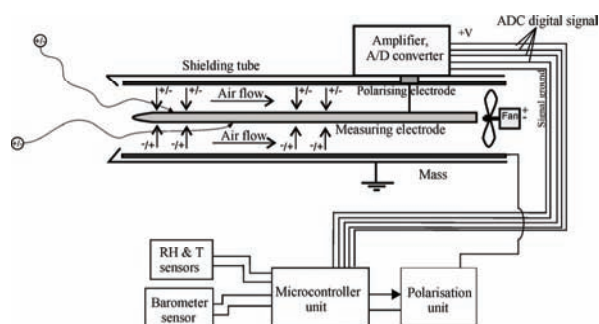 ADC digital signal
+V
Amplifier,
A/D converter
Shielding tube
+/-
+/- +/- +/- +/-
Polarising electrode
Air flow
Signal ground
Measuring electrode
Fan
+
-
+/-
Air flow
-/+ -/+ -/+ -/+
Mass
RH & T
sensors
Microcontroller
unit
Polarisation
unit
Barometer
sensor